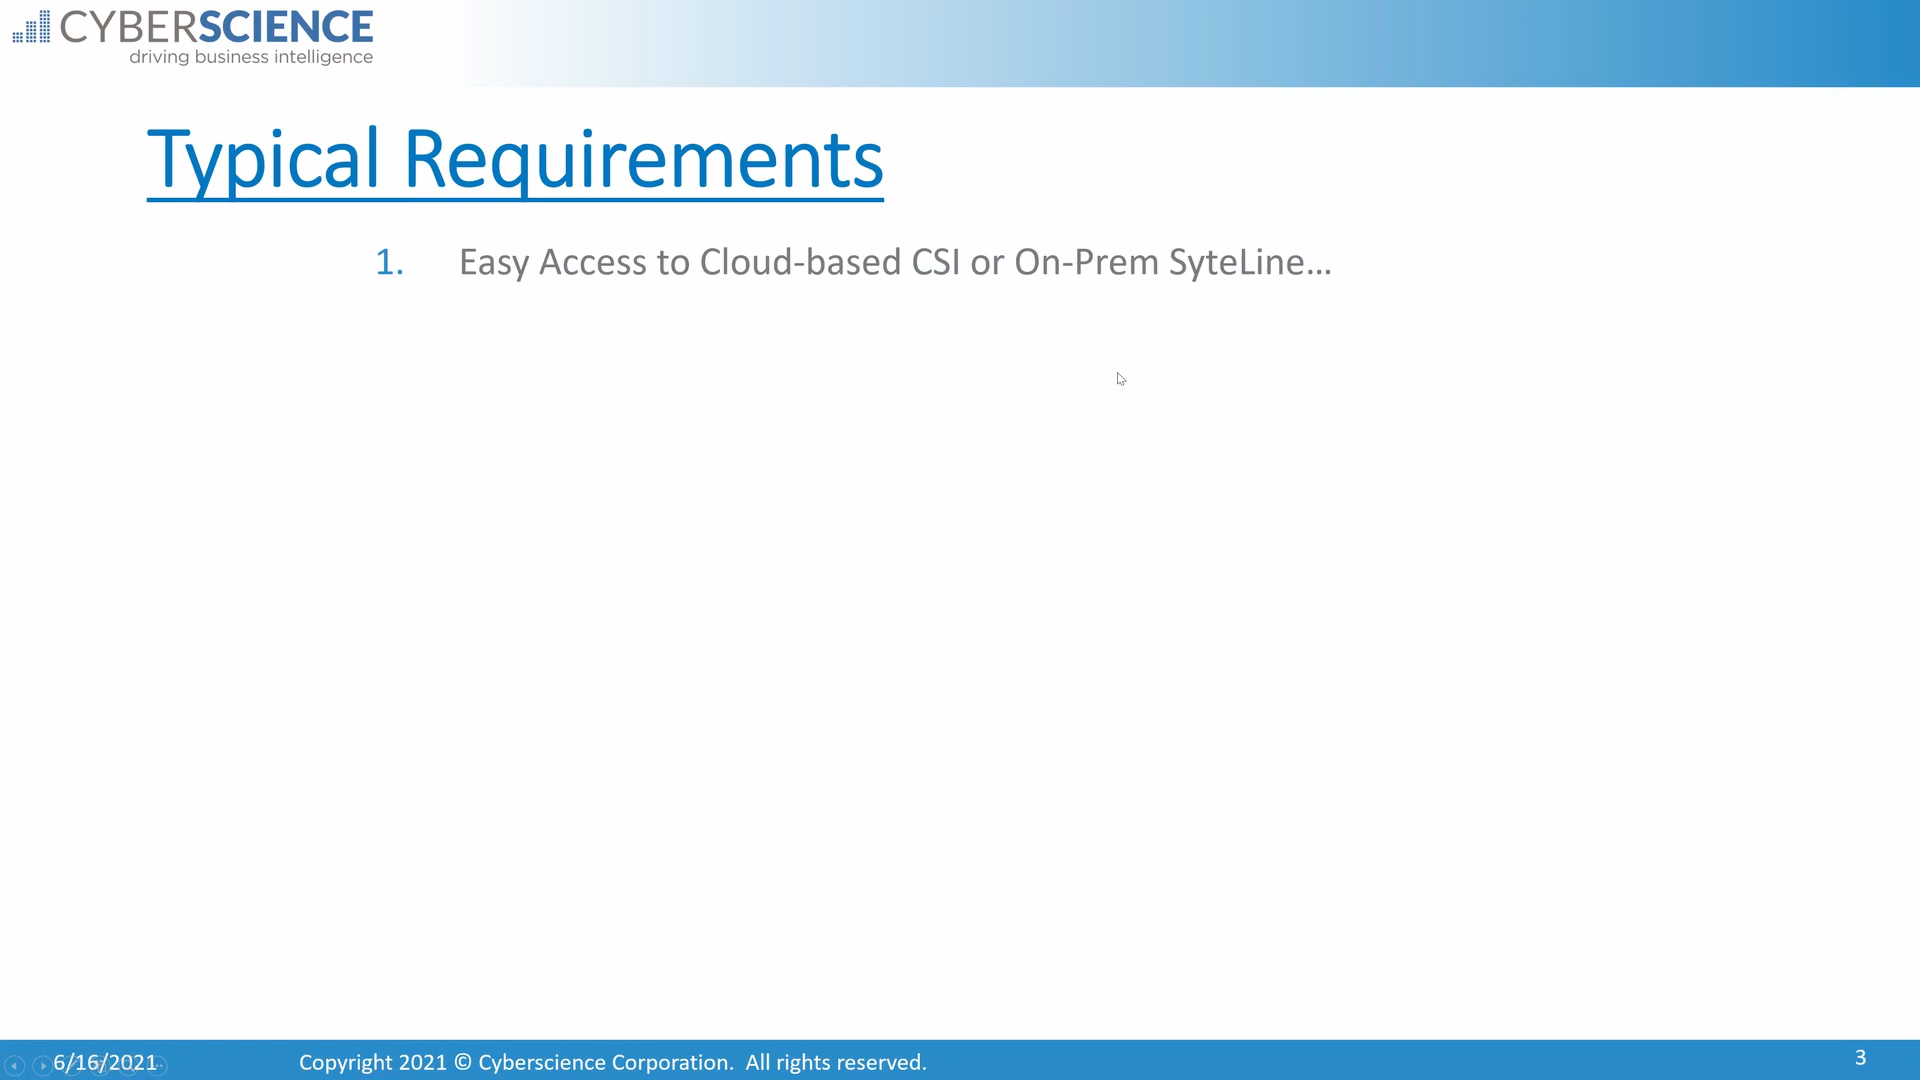 CYBERSCIENCE
driving business intelligence
Typical Requirements
1. Easy Access to Cloud-based CSI or On-Prem SyteLine…
6/16/2021
Copyright 2021 © Cyberscience Corporation. All rights reserved.
3